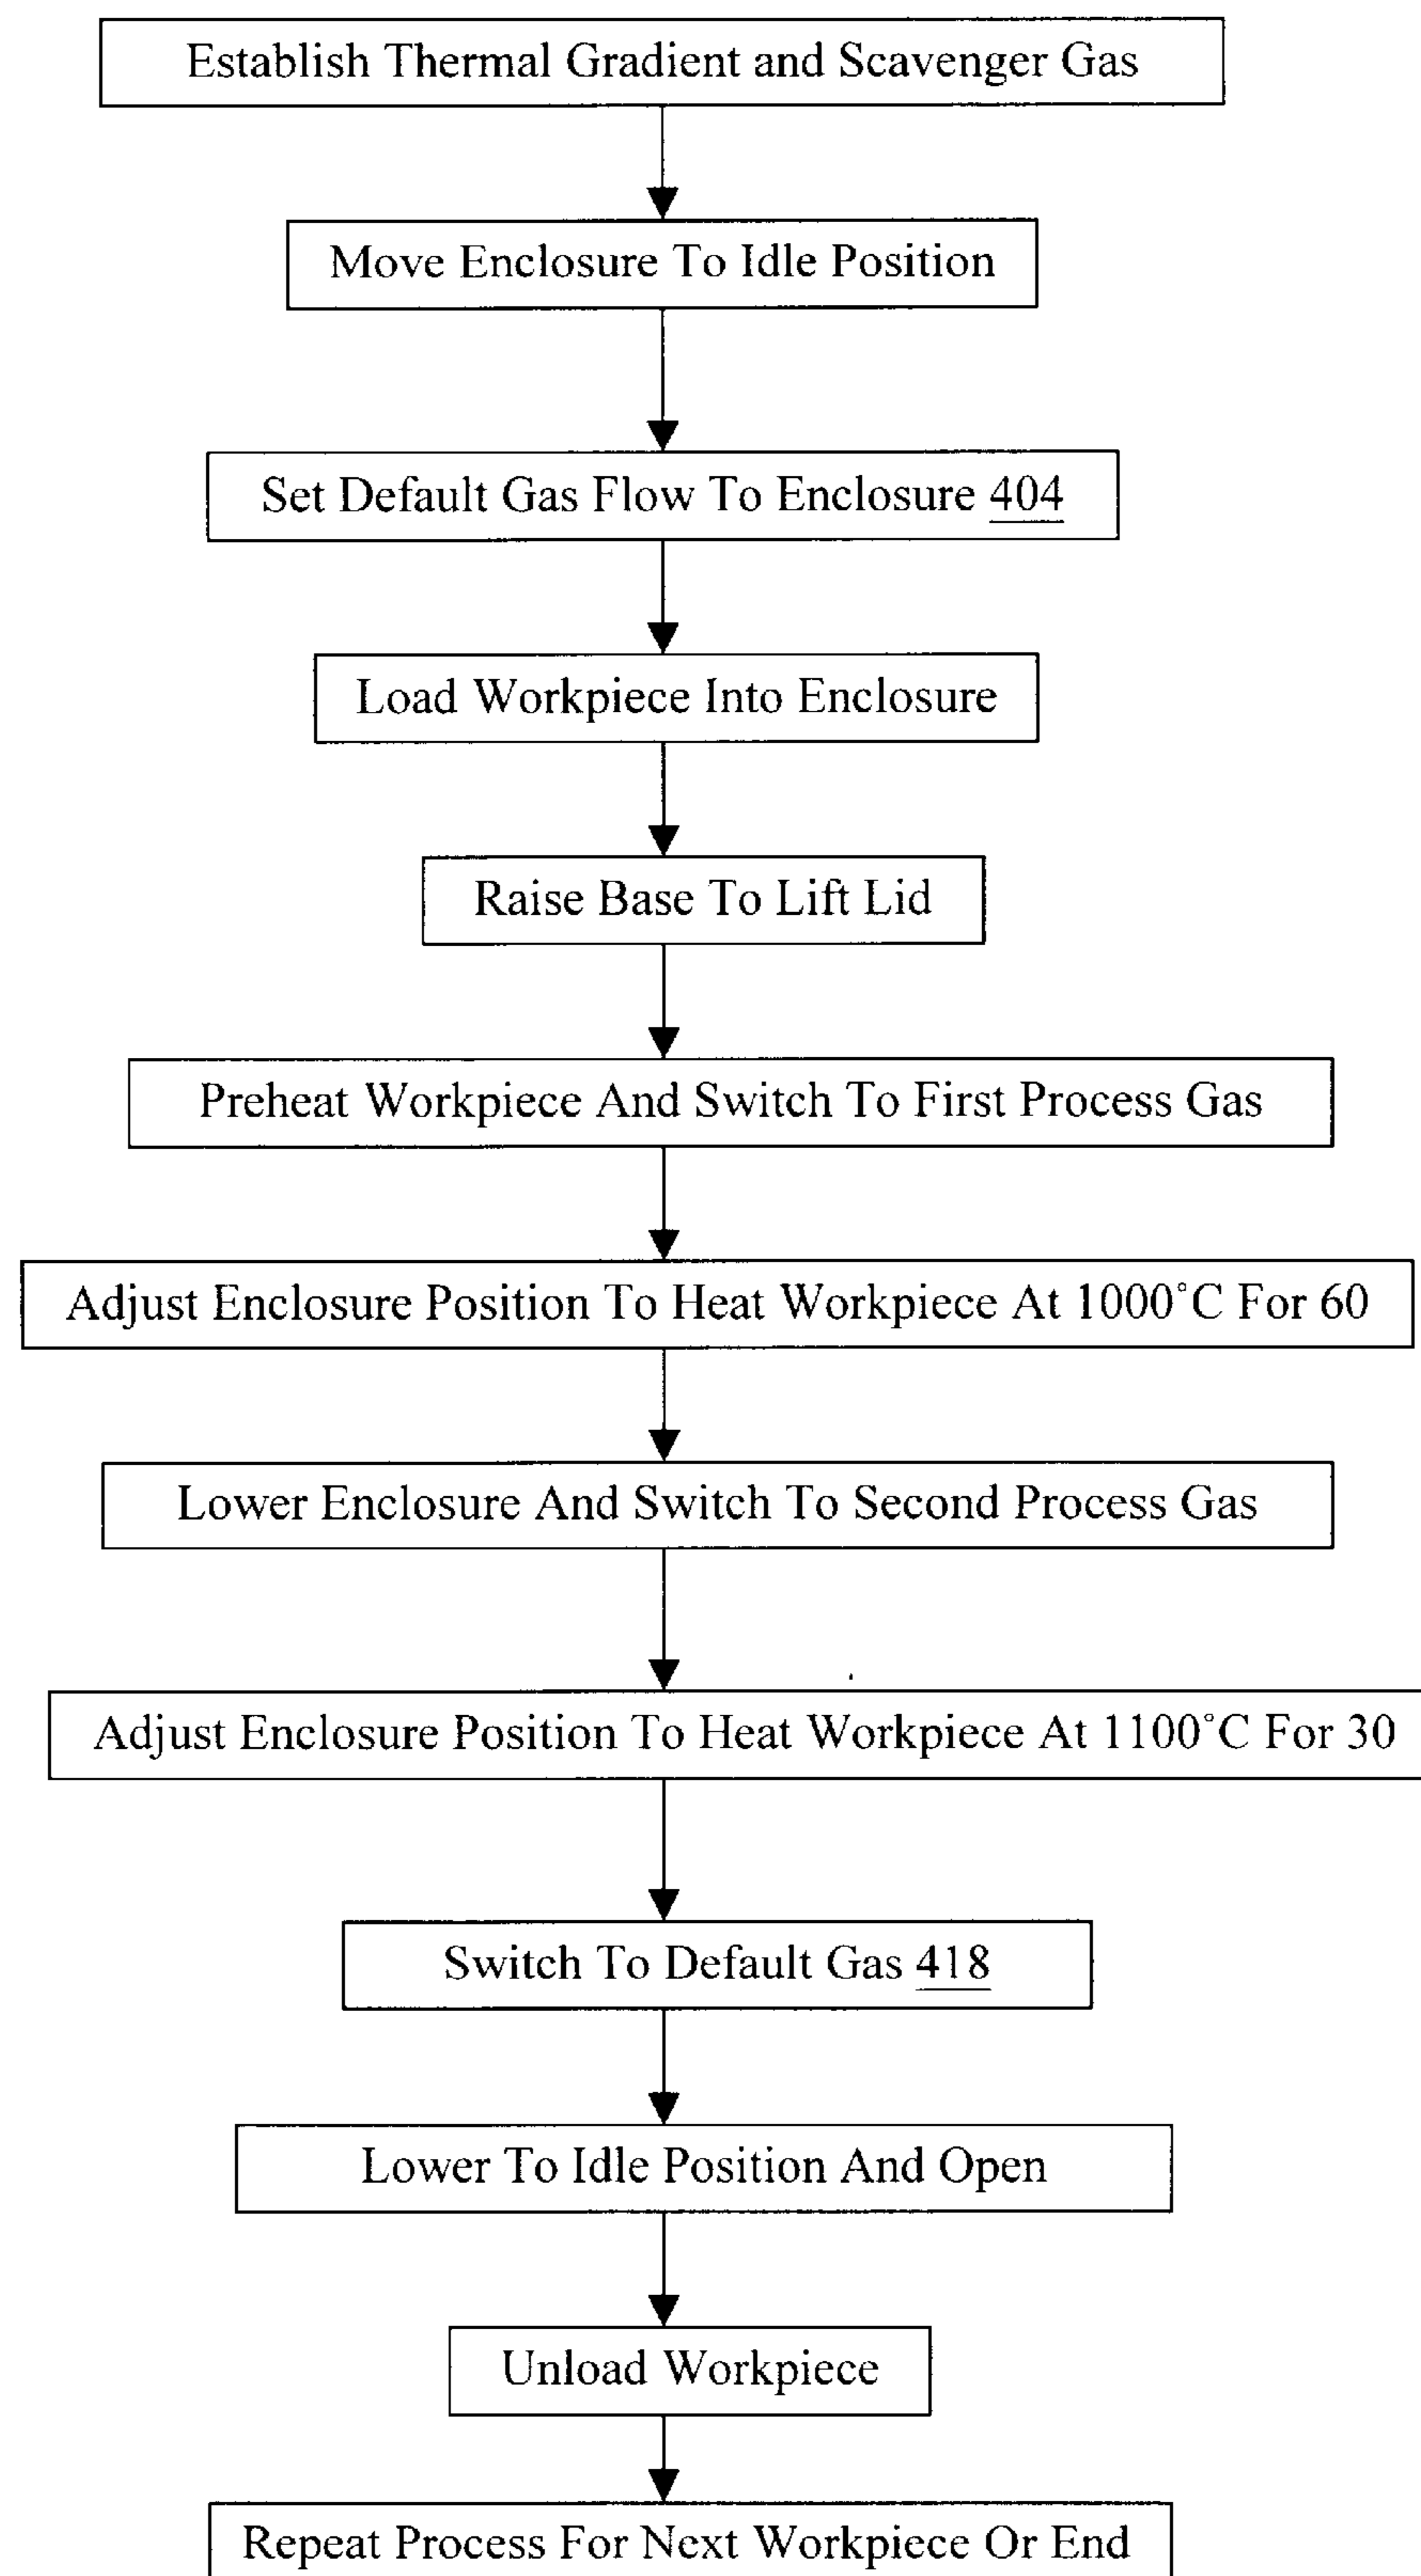 Establish Thermal Gradient and Scavenger Gas
Move Enclosure To Idle Position
Set Default Gas Flow To Enclosure 404
Load Workpiece Into Enclosure
Raise Base To Lift Lid
Preheat Workpiece And Switch To First Process Gas
Adjust Enclosure Position To Heat Workpiece At 1000°C For 60
Lower Enclosure And Switch To Second Process Gas
Adjust Enclosure Position To Heat Workpiece At 1100°C For 30
Switch To Default Gas 418
Lower To Idle Position And Open
Unload Workpiece
Repeat Process For Next Workpiece Or End